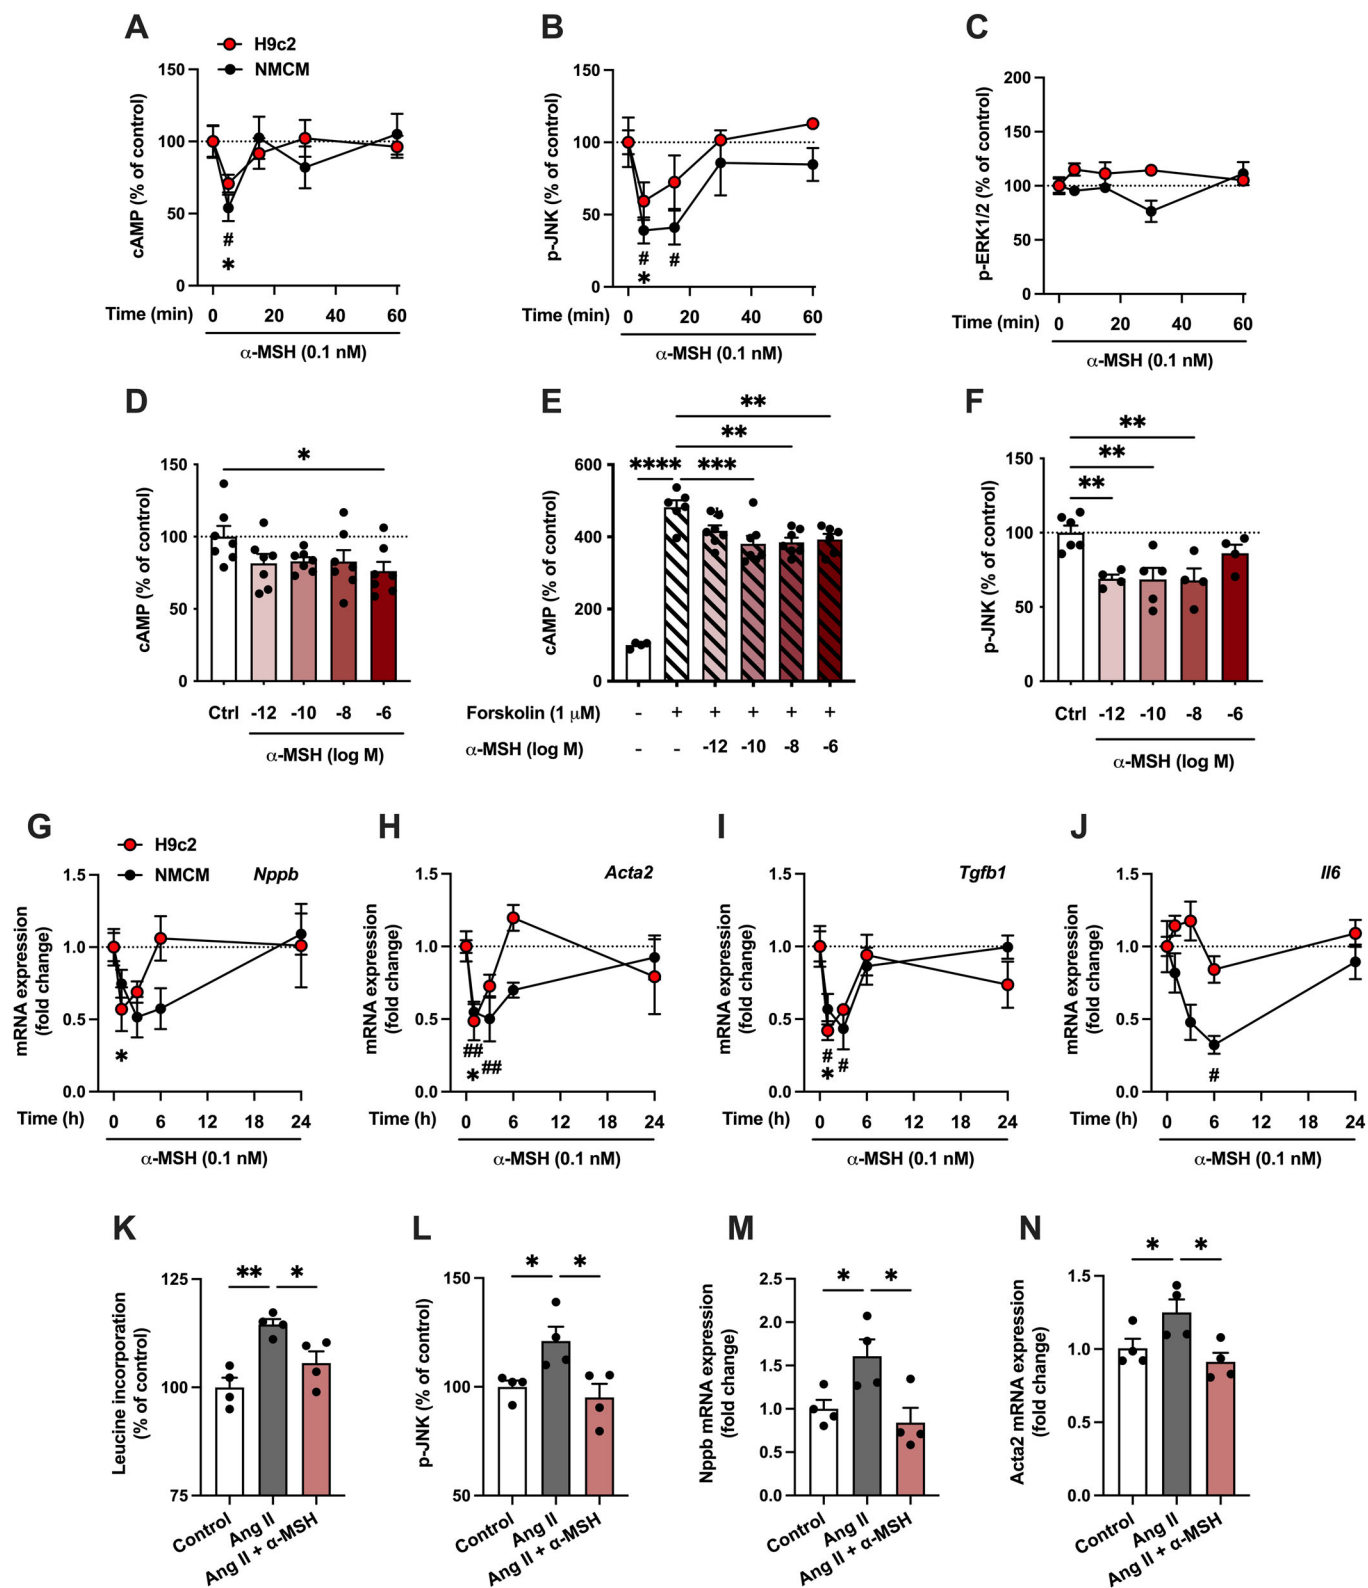 A
H9c2
NMCM
cAMP (% of control)
150
100
50
0
Time (min)
0 20 40 60
α-MSH (0.1 nM)
#
*
B
p-JNK (% of control)
150
100
50
0
Time (min)
0 20 40 60
α-MSH (0.1 nM)
# #
*
C
p-ERK1/2 (% of control)
200
150
100
50
0
Time (min)
0 20 40 60
α-MSH (0.1 nM)
D
cAMP (% of control)
150
100
50
0
*
Ctrl -12 -10 -8 -6
α-MSH (log M)
E
cAMP (% of control)
600
400
200
0
**
**
**** ***
Forskolin (1 μM) - + + + + +
α-MSH (log M) - - -12 -10 -8 -6
F
p-JNK (% of control)
150
100
50
0
**
**
**
Ctrl -12 -10 -8 -6
α-MSH (log M)
G
H9c2
NMCM
Nppb
mRNA expression
(fold change)
1.5
1.0
0.5
0.0
*
Time (h)
0 6 12 18 24
α-MSH (0.1 nM)
H
Acta2
mRNA expression
(fold change)
1.5
1.0
0.5
0.0
##
##
*
Time (h)
0 6 12 18 24
α-MSH (0.1 nM)
I
Tgfb1
mRNA expression
(fold change)
1.5
1.0
0.5
0.0
# #
*
Time (h)
0 6 12 18 24
α-MSH (0.1 nM)
J
Il6
mRNA expression
(fold change)
1.5
1.0
0.5
0.0
#
Time (h)
0 6 12 18 24
α-MSH (0.1 nM)
K
Leucine incorporation
(% of control)
125
100
75
** *
Control
Ang II
Ang II + α-MSH
L
p-JNK (% of control)
150
100
50
* *
Control
Ang II
Ang II + α-MSH
M
Nppb mRNA expression
(fold change)
2.5
2.0
1.5
1.0
0.5
0.0
* *
Control
Ang II
Ang II + α-MSH
N
Acta2 mRNA expression
(fold change)
1.5
1.0
0.5
0.0
* *
Control
Ang II
Ang II + α-MSH